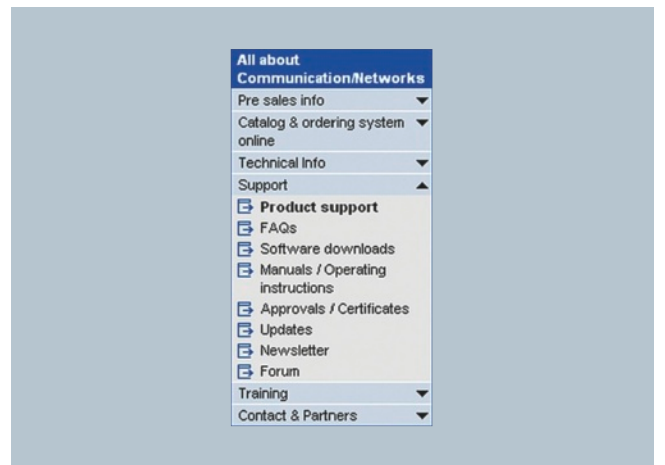 All about
Communication/Networks
Pre sales info
Catalog & ordering system
online
Technical Info
Support
Product support
FAQs
Software downloads
Manuals / Operating
instructions
Approvals / Certificates
Updates
Newsletter
Forum
Training
Contact & Partners